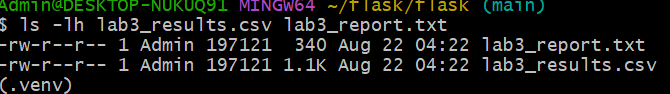 Admin@DESKTOP-NUKUQ91 MINGW64 ~/flask/flask (main)
$ ls -lh lab3_results.csv lab3_report.txt
-rw-r--r-- 1 Admin 197121  340 Aug 22 04:22 lab3_report.txt
-rw-r--r-- 1 Admin 197121 1.1K Aug 22 04:22 lab3_results.csv
(.venv)